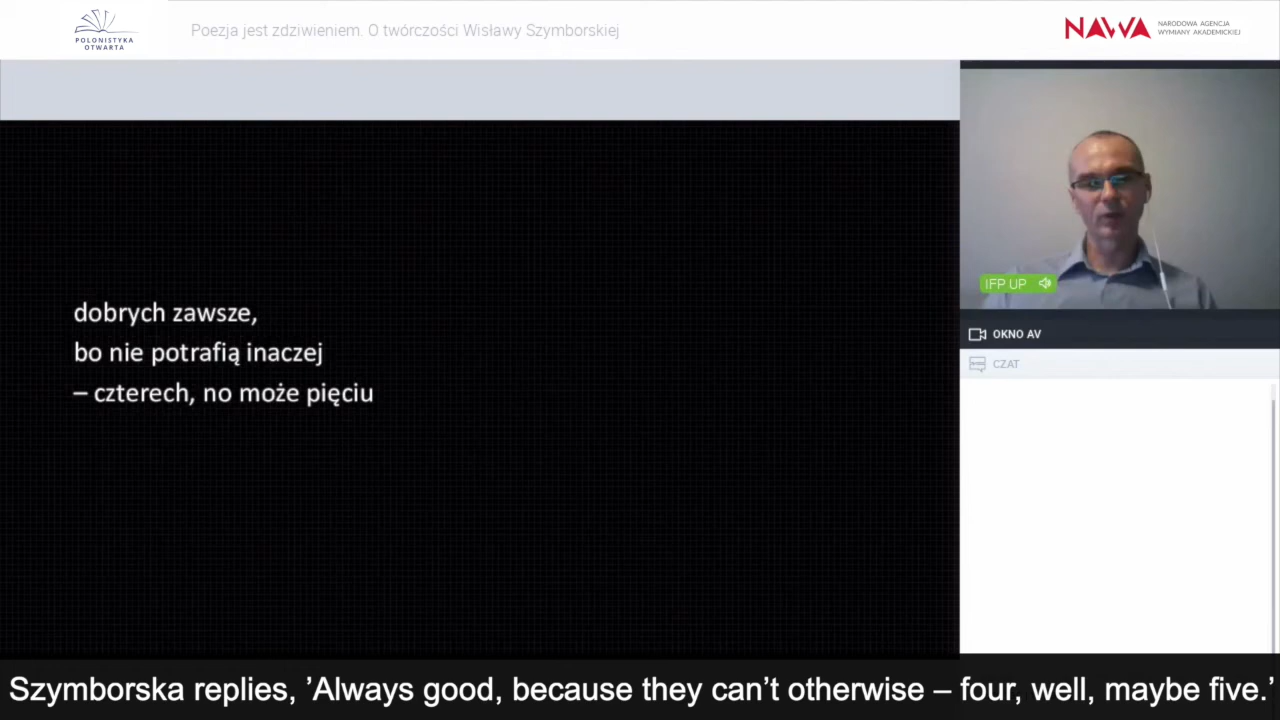 POLONISTYKA
OTWARTA
Poezja jest zdziwieniem. O twórczości Wisławy Szymborskiej
NAWA
NARODOWA AGENCJA
WYMIANY AKADEMICKIEJ
dobrych zawsze,
bo nie potrafią inaczej
– czterech, no może pięciu
IFP UP
OKNO AV
CZAT
Szymborska replies, ’Always good, because they can’t otherwise – four, well, maybe five.’